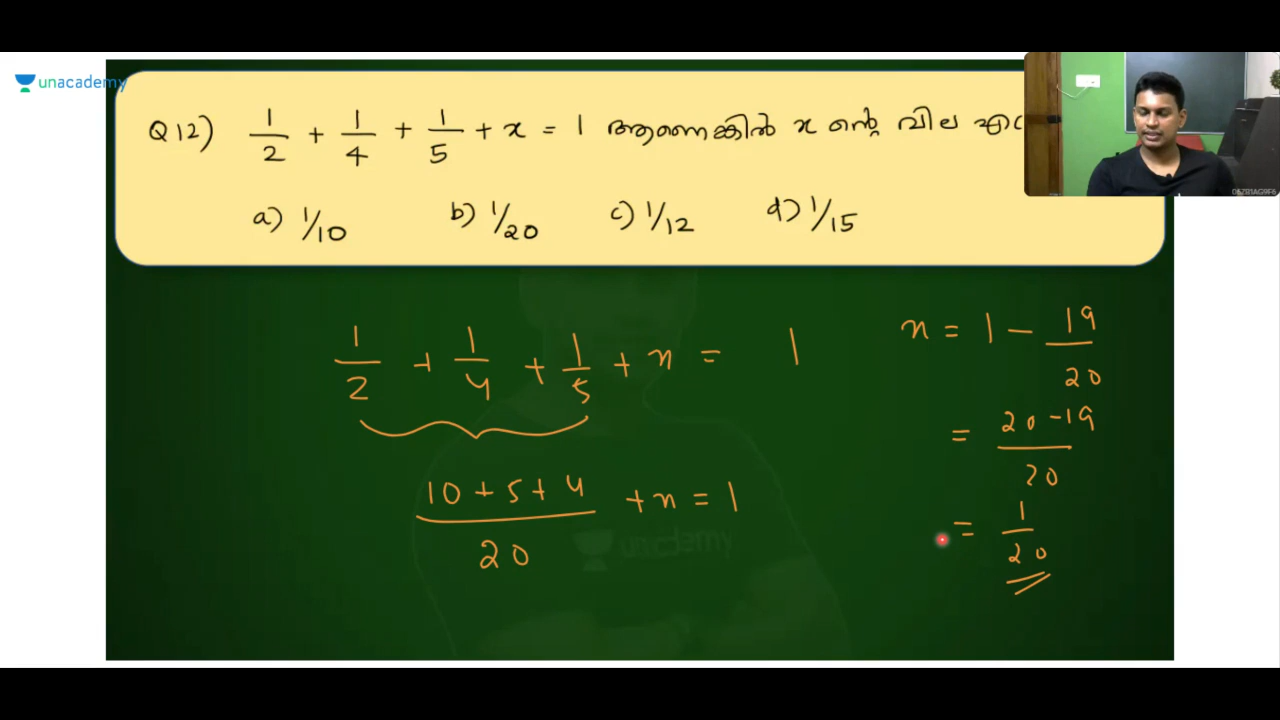 unacademy
Q12) 1/2 + 1/4 + 1/5 + x = 1 ആണെങ്കിൽ x ന്റെ വില
a) 1/10 b) 1/20 c) 1/12 d) 1/15
06Z81AG9F6
1/2 + 1/4 + 1/5 + x = 1
(10+5+4)/20 + x = 1
x = 1 - 19/20
= (20-19)/20
= 1/20
unacademy